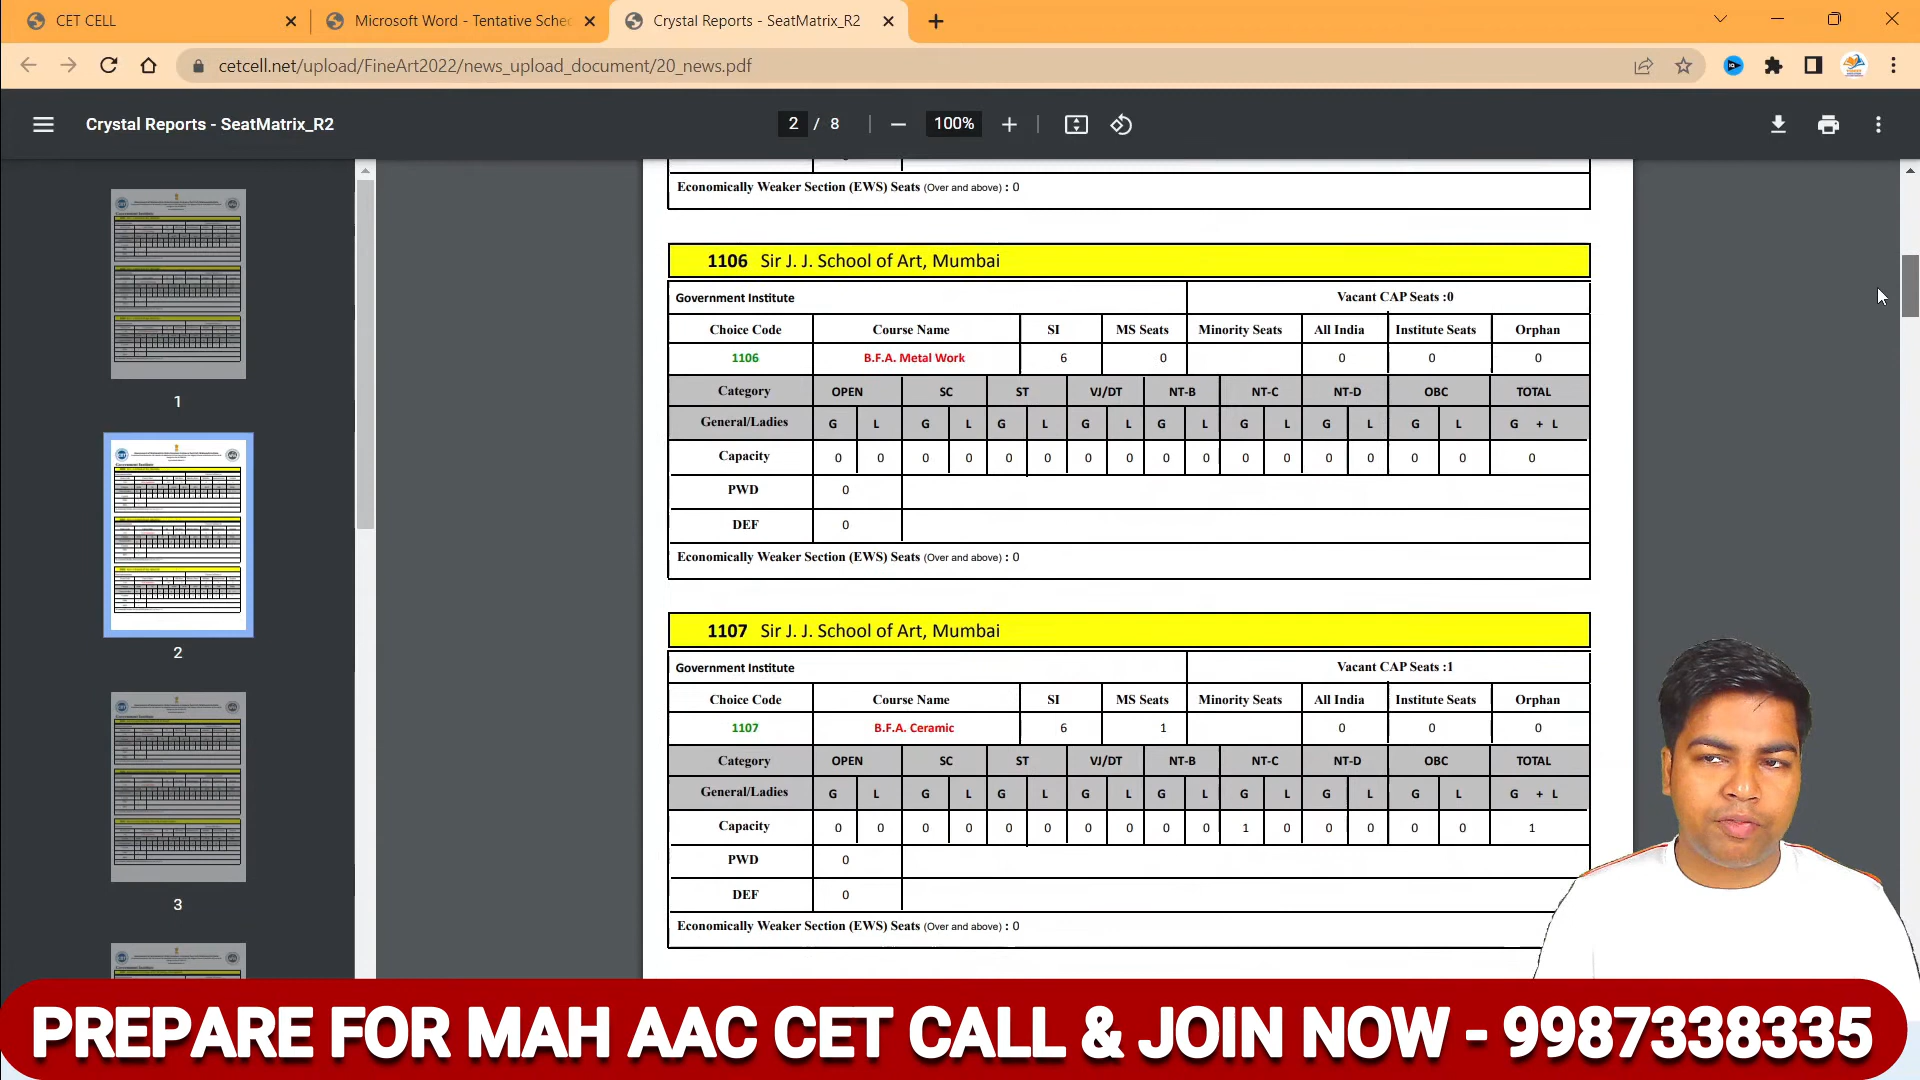 CET CELL
Microsoft Word - Tentative Sched
Crystal Reports - SeatMatrix_R2
cetcell.net/upload/FineArt2022/news_upload_document/20_news.pdf
Crystal Reports - SeatMatrix_R2
2 / 8
100%
1
2
3
Economically Weaker Section (EWS) Seats (Over and above) : 0
1106 Sir J. J. School of Art, Mumbai
Government Institute Vacant CAP Seats :0
Choice Code Course Name SI MS Seats Minority Seats All India Institute Seats Orphan
1106 B.F.A. Metal Work 6 0 0 0 0
Category OPEN SC ST VJ/DT NT-B NT-C NT-D OBC TOTAL
General/Ladies G L G L G L G L G L G L G L G L G + L
Capacity 0 0 0 0 0 0 0 0 0 0 0 0 0 0 0 0 0
PWD 0
DEF 0
Economically Weaker Section (EWS) Seats (Over and above) : 0
1107 Sir J. J. School of Art, Mumbai
Government Institute Vacant CAP Seats :1
Choice Code Course Name SI MS Seats Minority Seats All India Institute Seats Orphan
1107 B.F.A. Ceramic 6 1 0 0 0
Category OPEN SC ST VJ/DT NT-B NT-C NT-D OBC TOTAL
General/Ladies G L G L G L G L G L G L G L G L G + L
Capacity 0 0 0 0 0 0 0 0 0 0 1 0 0 0 0 0 1
PWD 0
DEF 0
Economically Weaker Section (EWS) Seats (Over and above) : 0
PREPARE FOR MAH AAC CET CALL & JOIN NOW - 9987338335